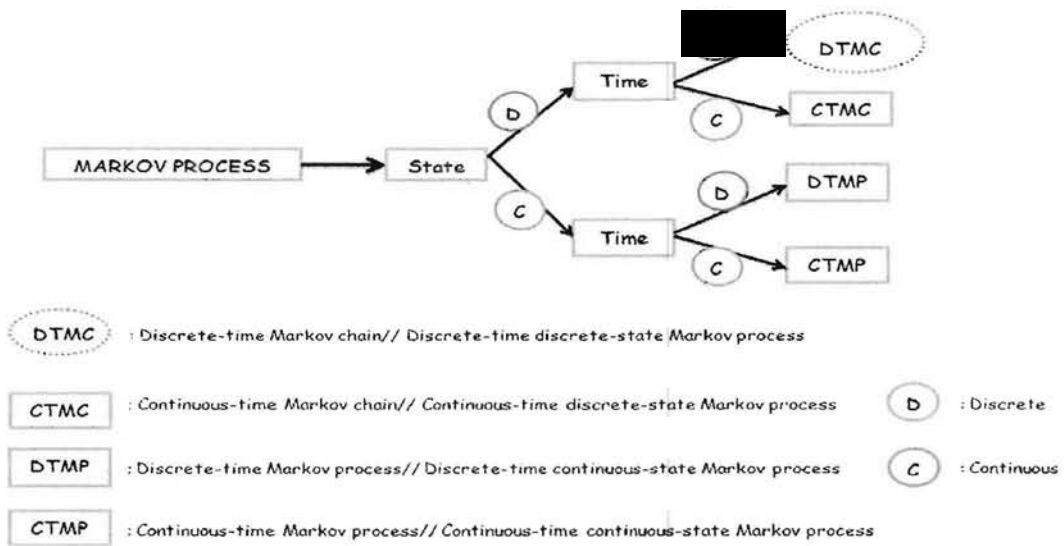 DTMC
Time
D
C
CTMC
MARKOV PROCESS
State
C
D
DTMP
Time
C
CTMP
DTMC : Discrete-time Markov chain// Discrete-time discrete-state Markov process
CTMC : Continuous-time Markov chain// Continuous-time discrete-state Markov process
D : Discrete
DTMP : Discrete-time Markov process// Discrete-time continuous-state Markov process
C : Continuous
CTMP : Continuous-time Markov process// Continuous-time continuous-state Markov process